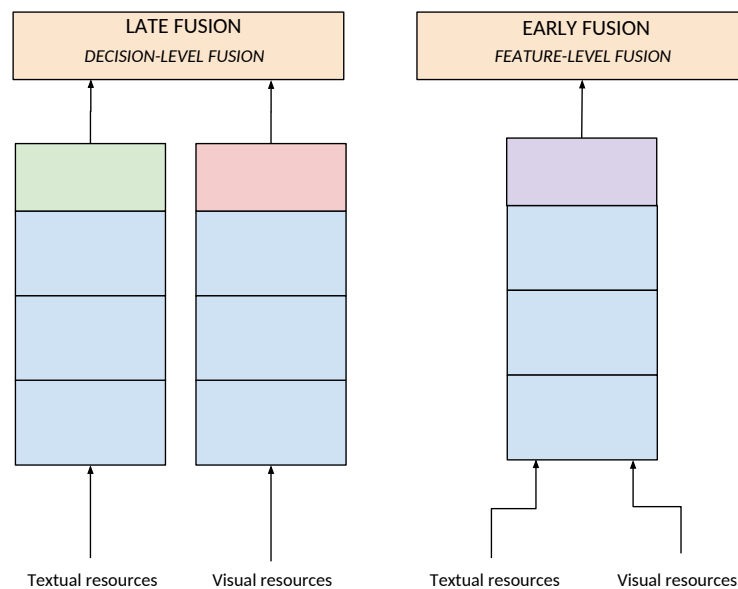 LATE FUSION
DECISION-LEVEL FUSION
EARLY FUSION
FEATURE-LEVEL FUSION
Textual resources
Visual resources
Textual resources
Visual resources